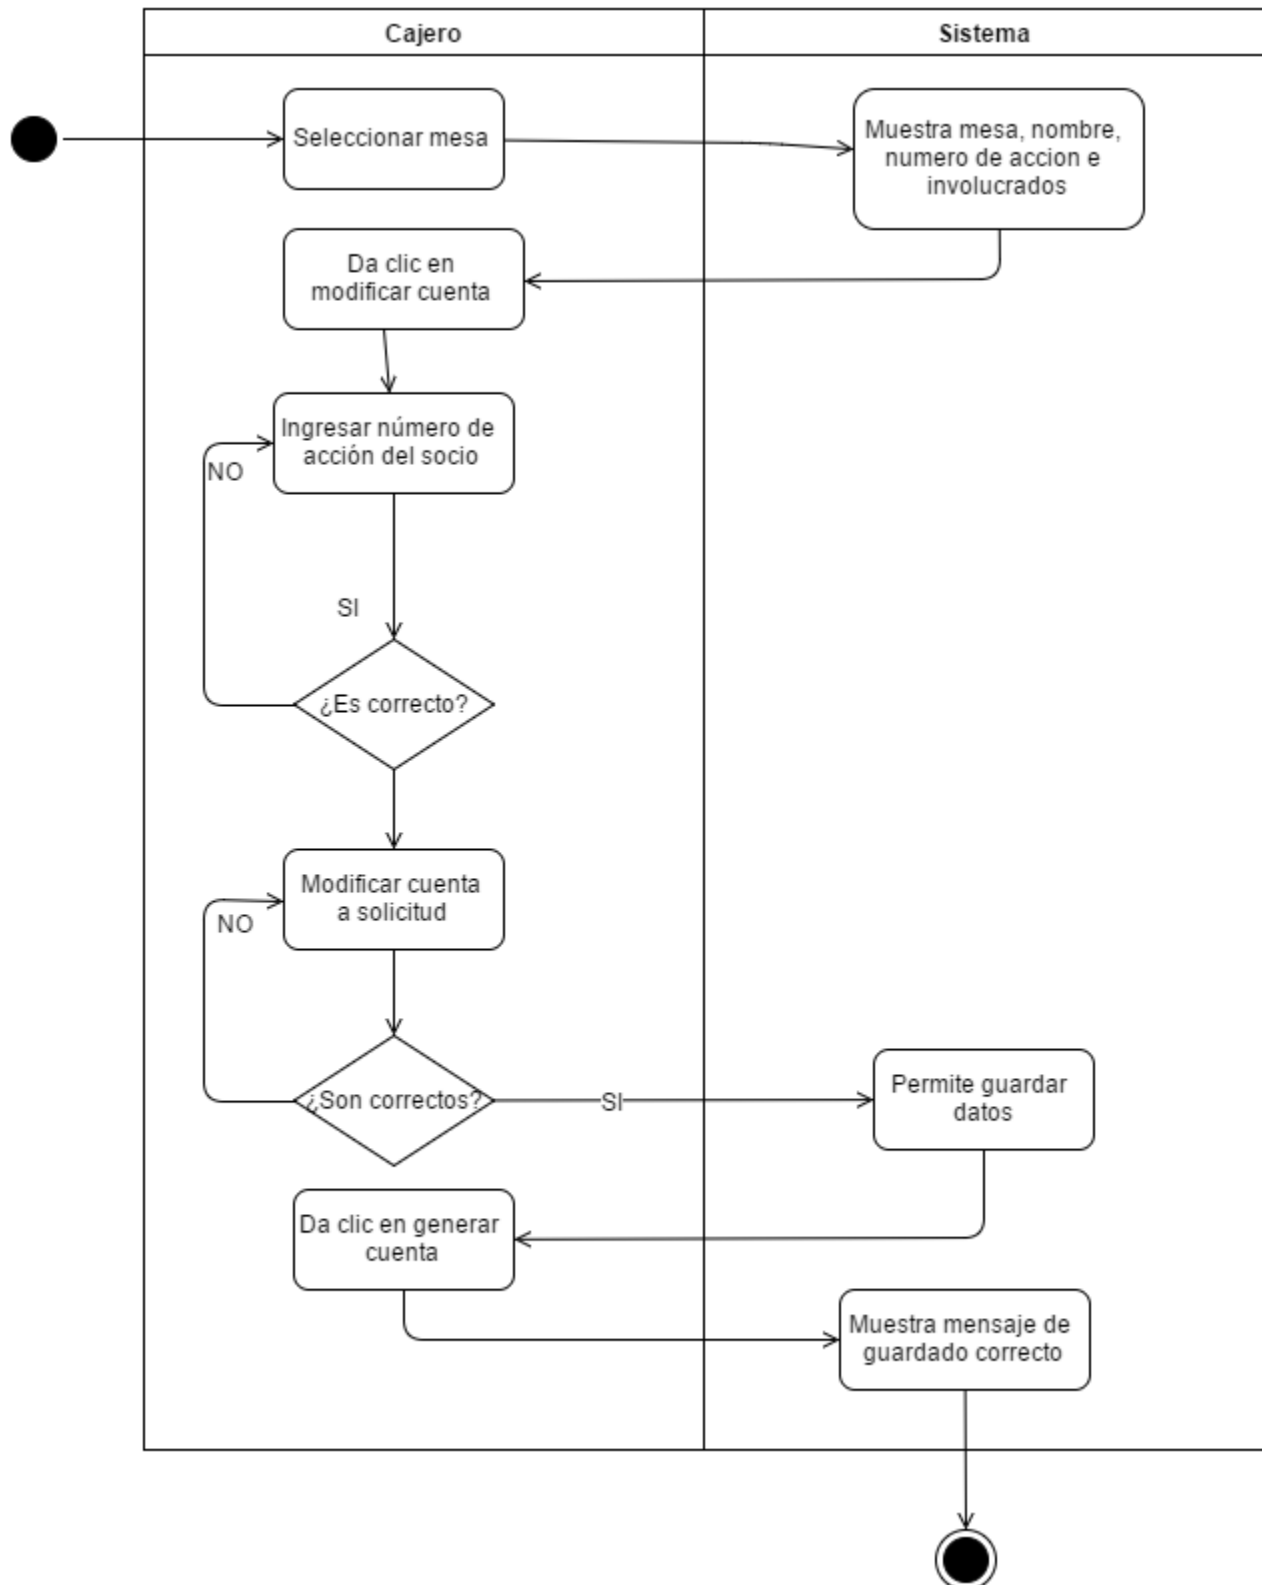 Cajero
Sistema
Seleccionar mesa
Muestra mesa, nombre,
numero de accion e
involucrados
Da clic en
modificar cuenta
Ingresar número de
acción del socio
NO
SI
¿Es correcto?
Modificar cuenta
a solicitud
NO
¿Son correctos?
SI
Permite guardar
datos
Da clic en generar
cuenta
Muestra mensaje de
guardado correcto